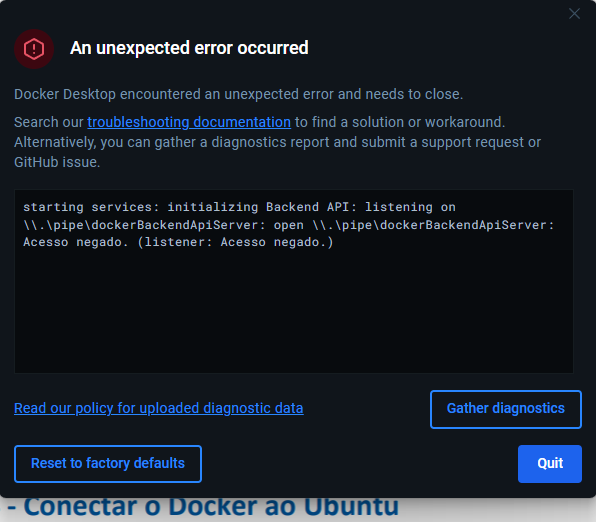 An unexpected error occurred
Docker Desktop encountered an unexpected error and needs to close.
Search our troubleshooting documentation to find a solution or workaround.
Alternatively, you can gather a diagnostics report and submit a support request or
GitHub issue.
starting services: initializing Backend API: listening on
\\.\pipe\dockerBackendApiServer: open \\.\pipe\dockerBackendApiServer:
Acesso negado. (listener: Acesso negado.)
Read our policy for uploaded diagnostic data
Gather diagnostics
Reset to factory defaults
Quit
- Conectar o Docker ao Ubuntu